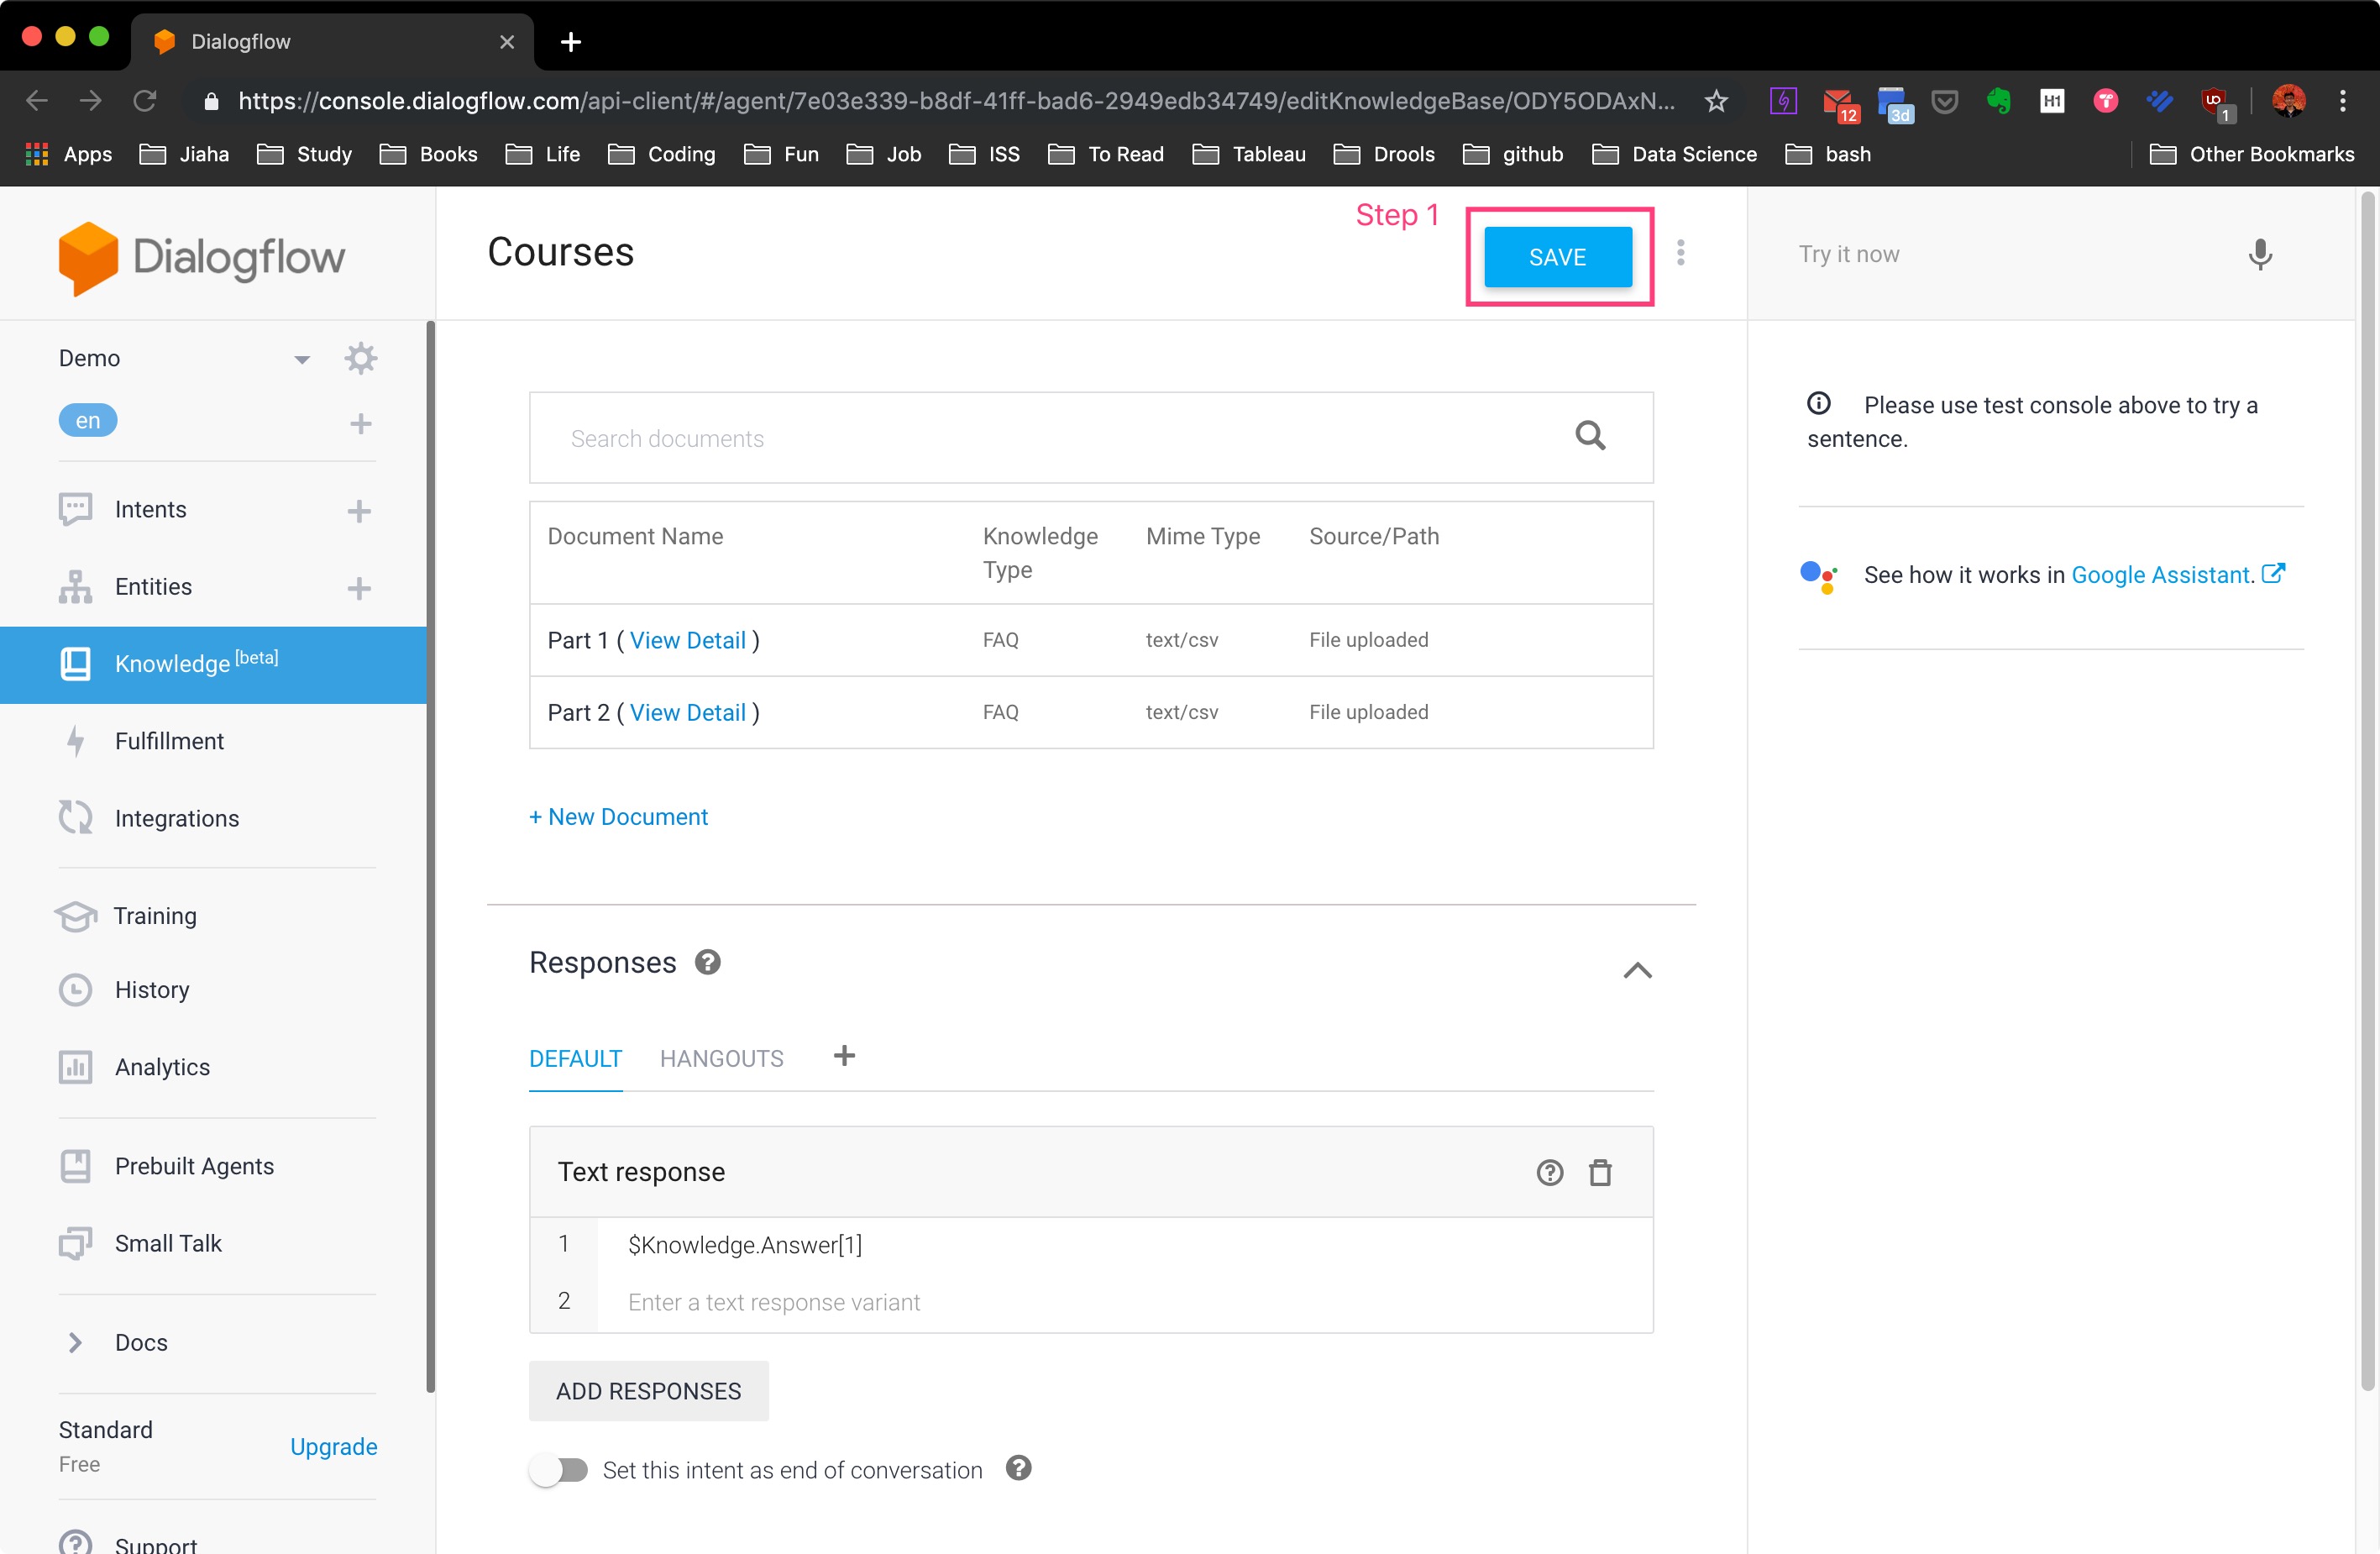 Dialogflow
https://console.dialogflow.com/api-client/#/agent/7e03e339-b8df-41ff-bad6-2949edb34749/editKnowledgeBase/ODY5ODAxN...
12
3d
H1
1
Apps
Jiaha
Study
Books
Life
Coding
Fun
Job
ISS
To Read
Tableau
Drools
github
Data Science
bash
Other Bookmarks
Dialogflow
Courses
Step 1
SAVE
Try it now
Demo
en
Intents
Entities
Knowledge [beta]
Fulfillment
Integrations
Training
History
Analytics
Prebuilt Agents
Small Talk
Docs
Standard
Free
Upgrade
Support
Search documents
Document Name
Knowledge
Type
Mime Type
Source/Path
Part 1 ( View Detail )
FAQ
text/csv
File uploaded
Part 2 ( View Detail )
FAQ
text/csv
File uploaded
+ New Document
Responses
DEFAULT
HANGOUTS
Text response
1
$Knowledge.Answer[1]
2
Enter a text response variant
ADD RESPONSES
Set this intent as end of conversation
Please use test console above to try a
sentence.
See how it works in Google Assistant.